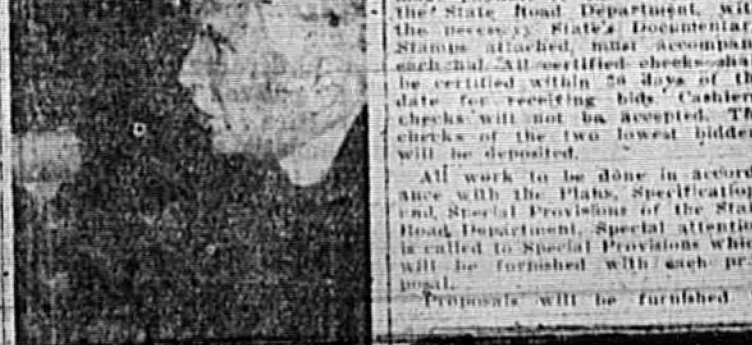 the State Road Department, wit
the necessary State's Documentar
Stamps attached, must accompan
each bid. All certified checks shal
be certified within 30 days of th
date for receiving bids. Cashier
checks will not be accepted. Th
checks of the two lowest bidder
will be deposited.
All work to be done in accord
ance with the Plans, Specification
and, Special Provisions of the Stat
Road Department. Special attentio
is called to Special Provisions whic
will be furnished with each pr
posal.
Proposals will be furnished